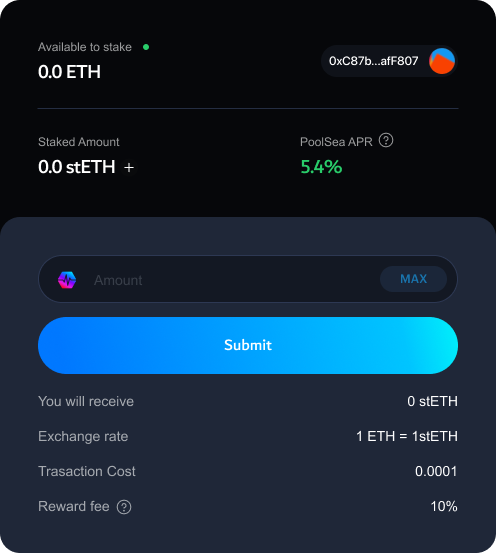 Available to stake
0.0 ETH
0xC87b...afF807
Staked Amount
0.0 stETH +
PoolSea APR ?
5.4%
Amount
MAX
Submit
You will receive 0 stETH
Exchange rate 1 ETH = 1stETH
Trasaction Cost 0.0001
Reward fee ? 10%